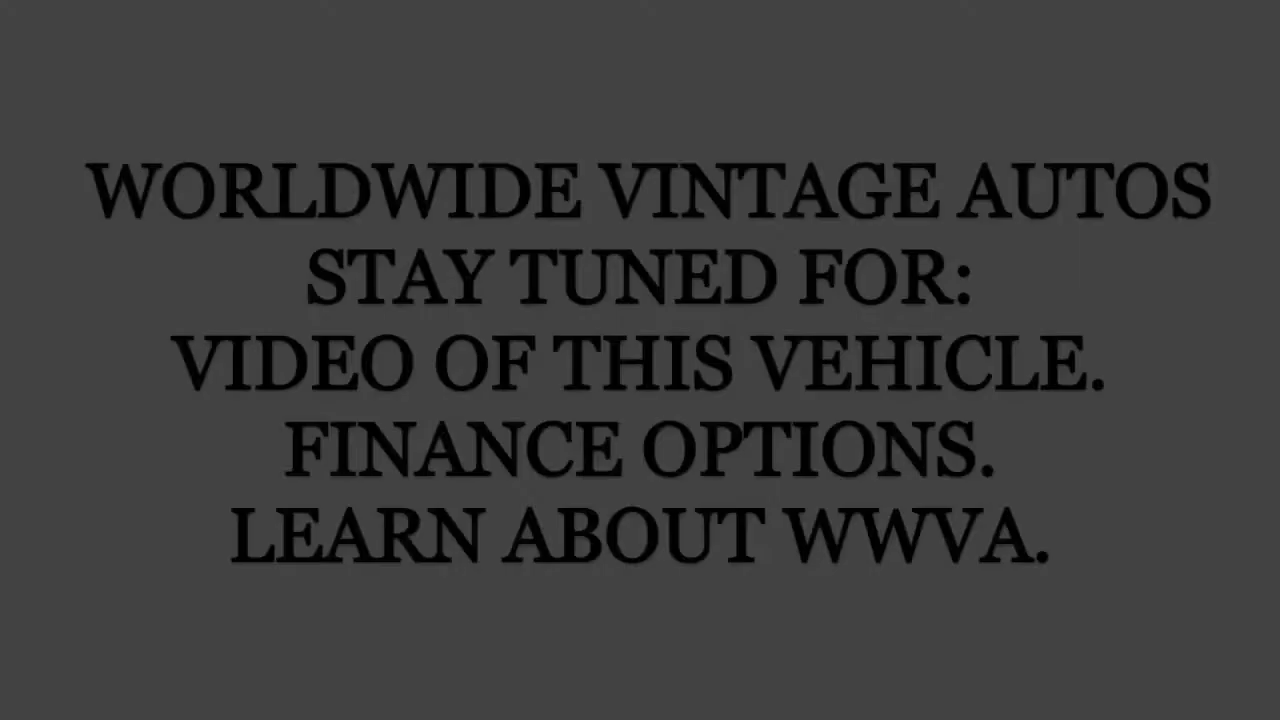 WORLDWIDE VINTAGE AUTOS
STAY TUNED FOR:
VIDEO OF THIS VEHICLE.
FINANCE OPTIONS.
LEARN ABOUT WWVA.